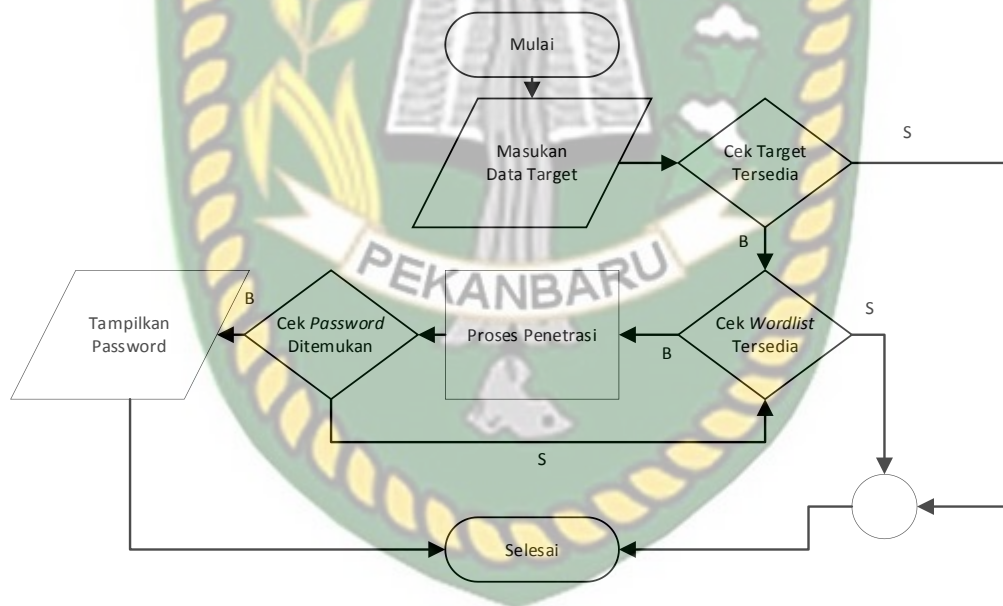 Mulai
Masukan
Data Target
Cek Target
Tersedia
S
B
PEKANBARU
Tampilkan
Password
B
Cek Password
Ditemukan
Proses Penetrasi
B
Cek Wordlist
Tersedia
S
S
Selesai